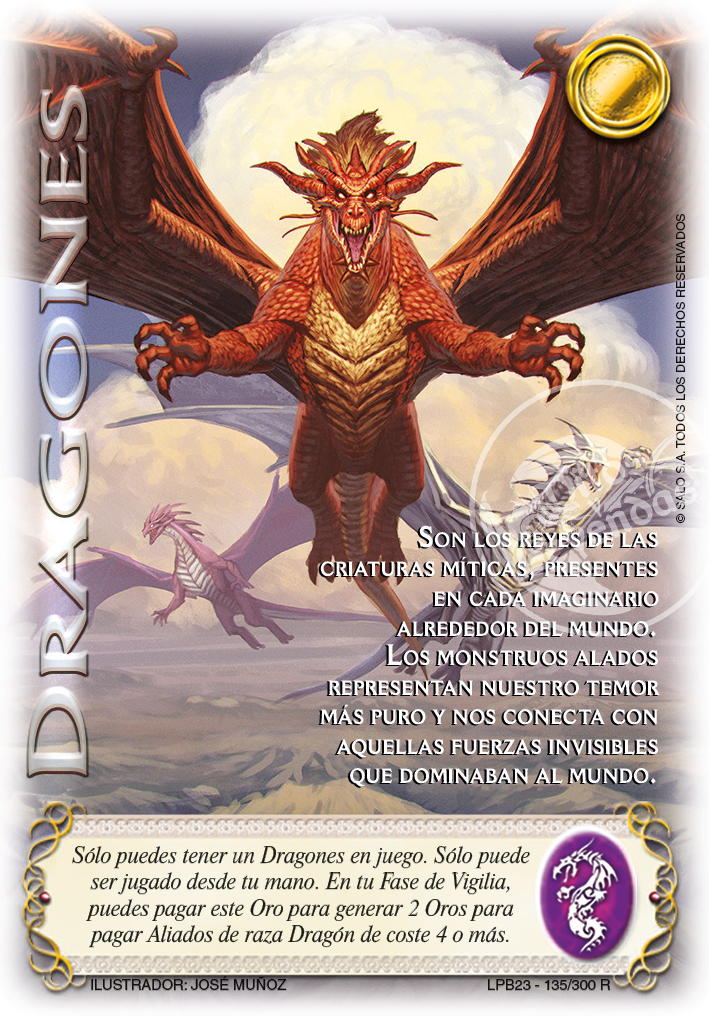 DRAGONES
© SALO S.A. TODOS LOS DERECHOS RESERVADOS
SON LOS REYES DE LAS
CRIATURAS MÍTICAS, PRESENTES
EN CADA IMAGINARIO
ALREDEDOR DEL MUNDO.
LOS MONSTRUOS ALADOS
REPRESENTAN NUESTRO TEMOR
MÁS PURO Y NOS CONECTA CON
AQUELLAS FUERZAS INVISIBLES
QUE DOMINABAN AL MUNDO.
Sólo puedes tener un Dragones en juego. Sólo puede
ser jugado desde tu mano. En tu Fase de Vigilia,
puedes pagar este Oro para generar 2 Oros para
pagar Aliados de raza Dragón de coste 4 o más.
ILUSTRADOR: JOSÉ MUÑOZ
LPB23 - 135/300 R